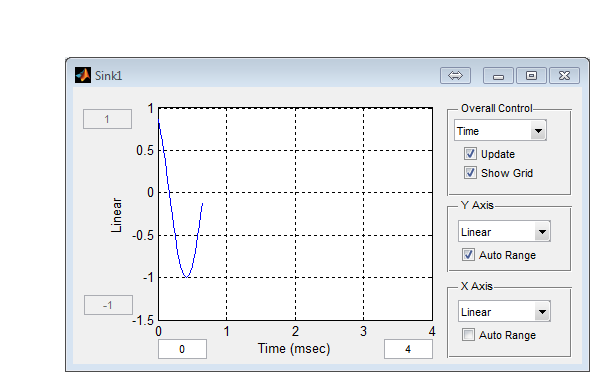 Sink1
Overall Control
Time
Update
Show Grid
Y Axis
Linear
Auto Range
X Axis
Linear
Auto Range
1
-1
Linear
1
0.5
0
-0.5
-1
-1.5
0 1 2 3 4
0 Time (msec) 4